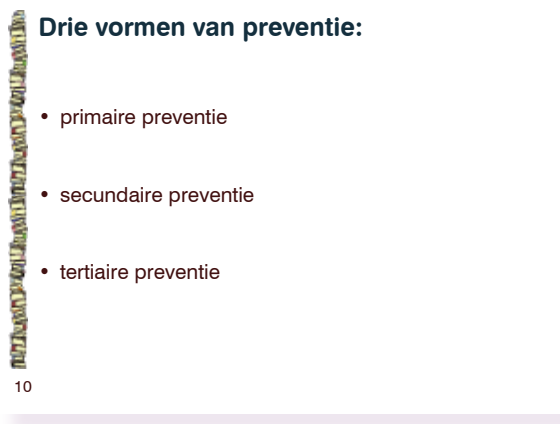 Drie vormen van preventie:
• primaire preventie
• secundaire preventie
• tertiaire preventie
10